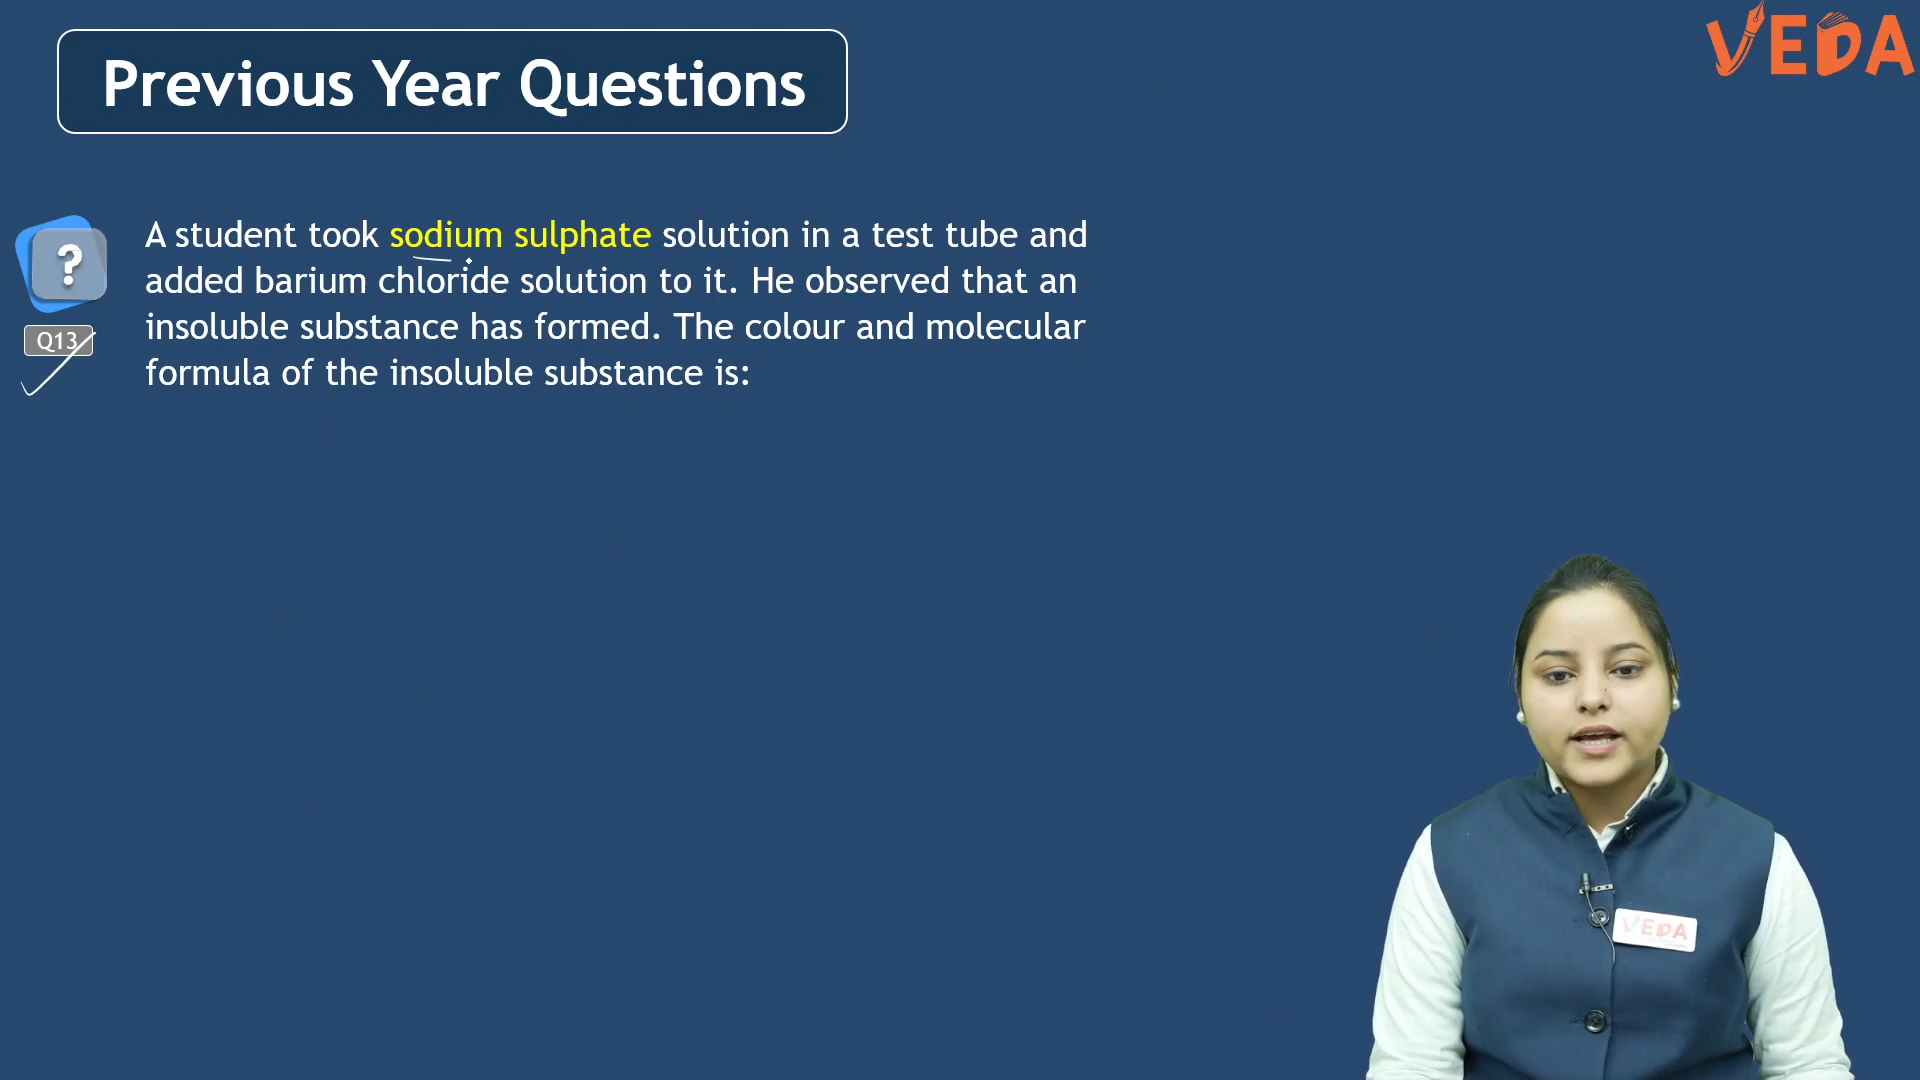 Previous Year Questions
VEDA
A student took sodium sulphate solution in a test tube and
added barium chloride solution to it. He observed that an
insoluble substance has formed. The colour and molecular
formula of the insoluble substance is:
?
Q13
VEDA